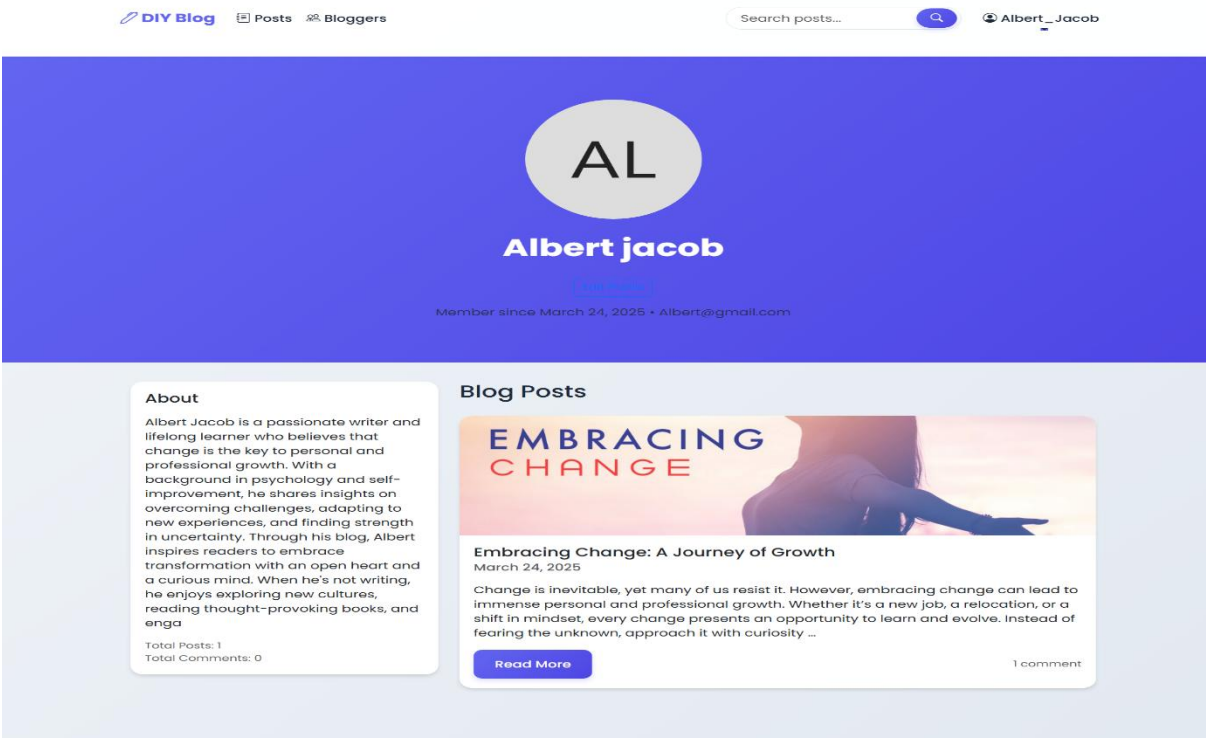 DIY Blog Posts Bloggers Search posts... Albert_Jacob
AL
Albert jacob
Member since March 24, 2025 • Albert@gmail.com
About
Albert Jacob is a passionate writer and
lifelong learner who believes that
change is the key to personal and
professional growth. With a
background in psychology and self-
improvement, he shares insights on
overcoming challenges, adapting to
new experiences, and finding strength
in uncertainty. Through his blog, Albert
inspires readers to embrace
transformation with an open heart and
a curious mind. When he's not writing,
he enjoys exploring new cultures,
reading thought-provoking books, and
enga
Total Posts: 1
Total Comments: 0
Blog Posts
EMBRACING
CHANGE
Embracing Change: A Journey of Growth
March 24, 2025
Change is inevitable, yet many of us resist it. However, embracing change can lead to
immense personal and professional growth. Whether it's a new job, a relocation, or a
shift in mindset, every change presents an opportunity to learn and evolve. Instead of
fearing the unknown, approach it with curiosity ...
Read More 1 comment